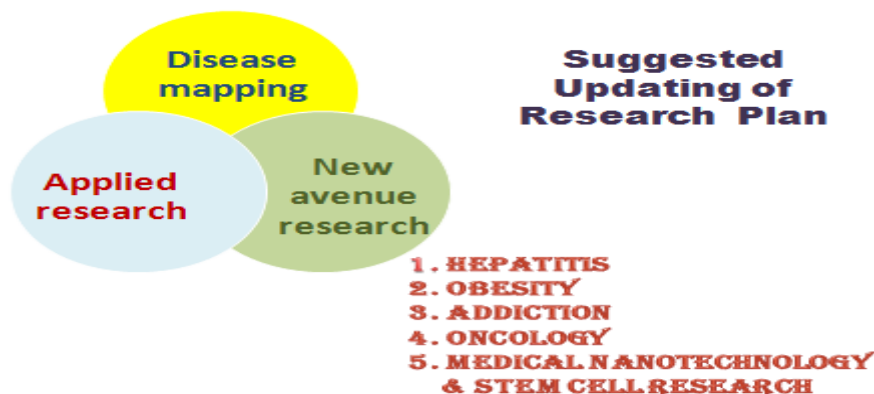 Disease
mapping
Suggested
Updating of
Research Plan
Applied
research
New
avenue
research
1. HEPATITIS
2. OBESITY
3. ADDICTION
4. ONCOLOGY
5. MEDICAL NANOTECHNOLOGY
& STEM CELL RESEARCH